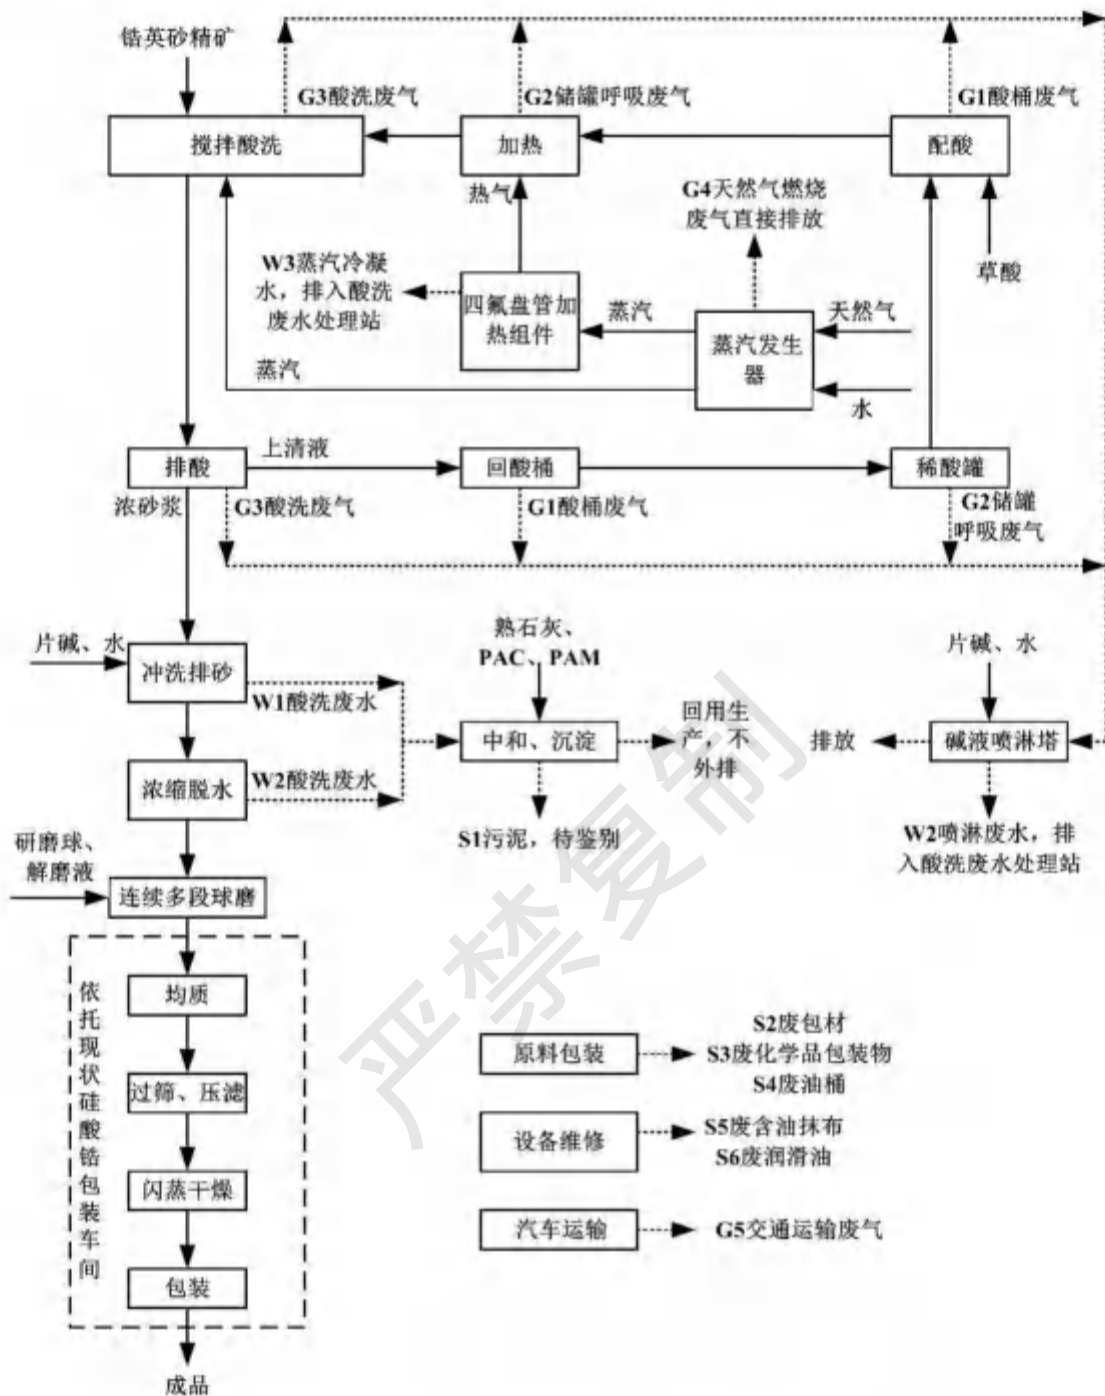 锆英砂精矿
G3酸洗废气
G2储罐呼吸废气
G1酸桶废气
搅拌酸洗
加热
配酸
热气
G4天然气燃烧
废气直接排放
草酸
W3蒸汽冷凝
水，排入酸洗
废水处理站
四氟盘管加
热组件
蒸汽
蒸汽发生
器
天然气
水
蒸汽
排酸
上清液
回酸桶
稀酸罐
浓砂浆
G3酸洗废气
G1酸桶废气
G2储罐
呼吸废气
片碱、水
冲洗排砂
W1酸洗废水
熟石灰、
PAC、PAM
中和、沉淀
回用生
产，不
外排
片碱、水
排放
碱液喷淋塔
浓缩脱水
W2酸洗废水
S1污泥，待鉴别
W2喷淋废水，排
入酸洗废水处理站
研磨球、
解磨液
连续多段球磨
依托现状硅酸锆包装车间
均质
过筛、压滤
闪蒸干燥
包装
成品
原料包装
S2废包材
S3废化学品包装物
S4废油桶
设备维修
S5废含油抹布
S6废润滑油
汽车运输
G5交通运输废气
严禁复制